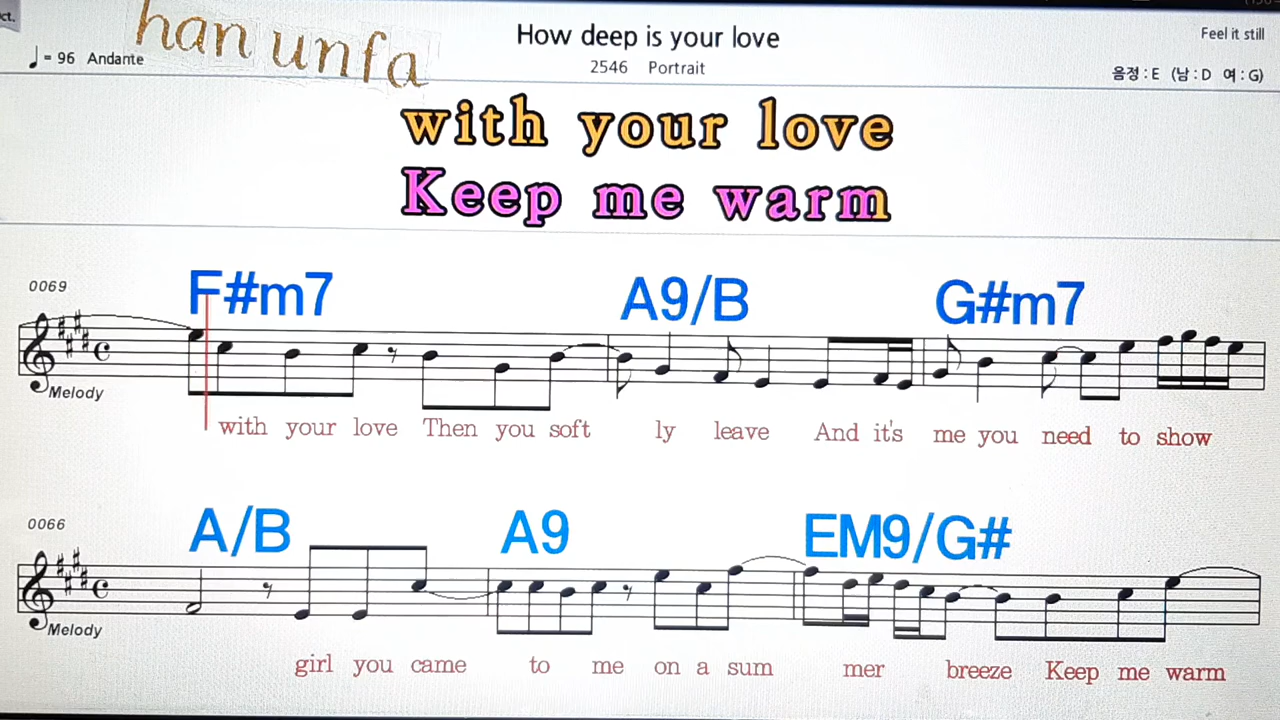 ct.
han unfa
♩= 96 Andante
How deep is your love
2546 Portrait
Feel it still
음정 : E (남 : D 여 : G)
with your love
Keep me warm
0069
F#m7 A9/B G#m7
Melody
with your love Then you soft ly leave And it's me you need to show
0066
A/B A9 EM9/G#
Melody
girl you came to me on a sum mer breeze Keep me warm